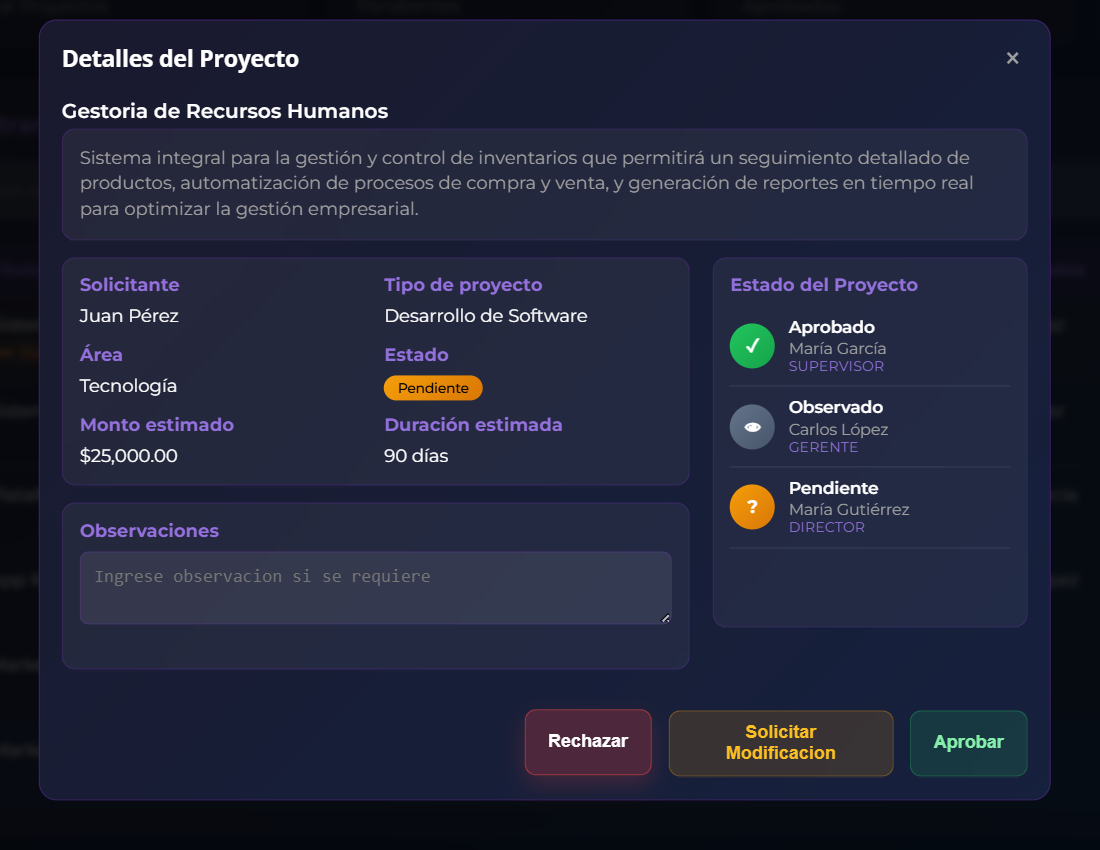 Detalles del Proyecto
×
Gestoria de Recursos Humanos
Sistema integral para la gestión y control de inventarios que permitirá un seguimiento detallado de
productos, automatización de procesos de compra y venta, y generación de reportes en tiempo real
para optimizar la gestión empresarial.
Solicitante
Juan Pérez
Tipo de proyecto
Desarrollo de Software
Área
Tecnología
Estado
Pendiente
Monto estimado
$25,000.00
Duración estimada
90 días
Observaciones
Ingrese observacion si se requiere
Estado del Proyecto
✓
Aprobado
María García
SUPERVISOR
Observado
Carlos López
GERENTE
?
Pendiente
María Gutiérrez
DIRECTOR
Rechazar
Solicitar
Modificacion
Aprobar